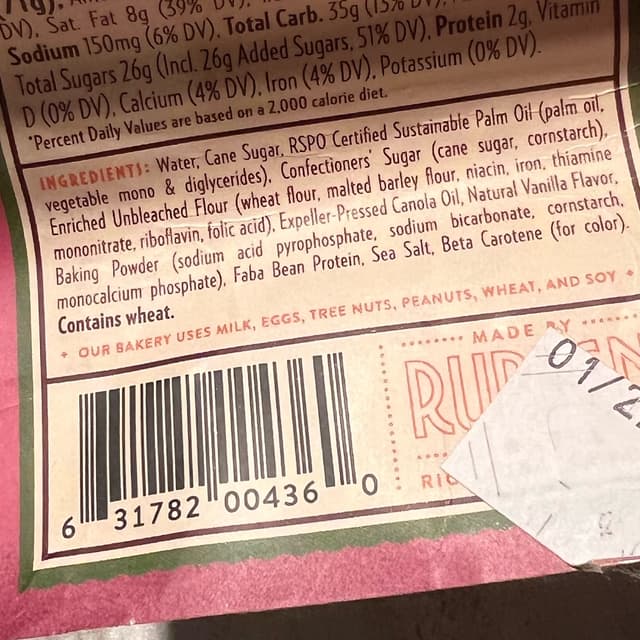 DV), Sat. Fat 8g (39% DV),
Sodium 150mg (6% DV), Total Carb. 35g (13% DV),
Total Sugars 26g (Incl. 26g Added Sugars, 51% DV), Protein 2g, Vitamin
D (0% DV), Calcium (4% DV), Iron (4% DV), Potassium (0% DV).
*Percent Daily Values are based on a 2,000 calorie diet.
INGREDIENTS: Water, Cane Sugar, RSPO Certified Sustainable Palm Oil (palm oil,
vegetable mono & diglycerides), Confectioners' Sugar (cane sugar, cornstarch),
Enriched Unbleached Flour (wheat flour, malted barley flour, niacin, iron, thiamine
mononitrate, riboflavin, folic acid), Expeller-Pressed Canola Oil, Natural Vanilla Flavor,
Baking Powder (sodium acid pyrophosphate, sodium bicarbonate, cornstarch,
monocalcium phosphate), Faba Bean Protein, Sea Salt, Beta Carotene (for color).
Contains wheat.
• OUR BAKERY USES MILK, EGGS, TREE NUTS, PEANUTS, WHEAT, AND SOY •
MADE BY
6 31782 00436 0